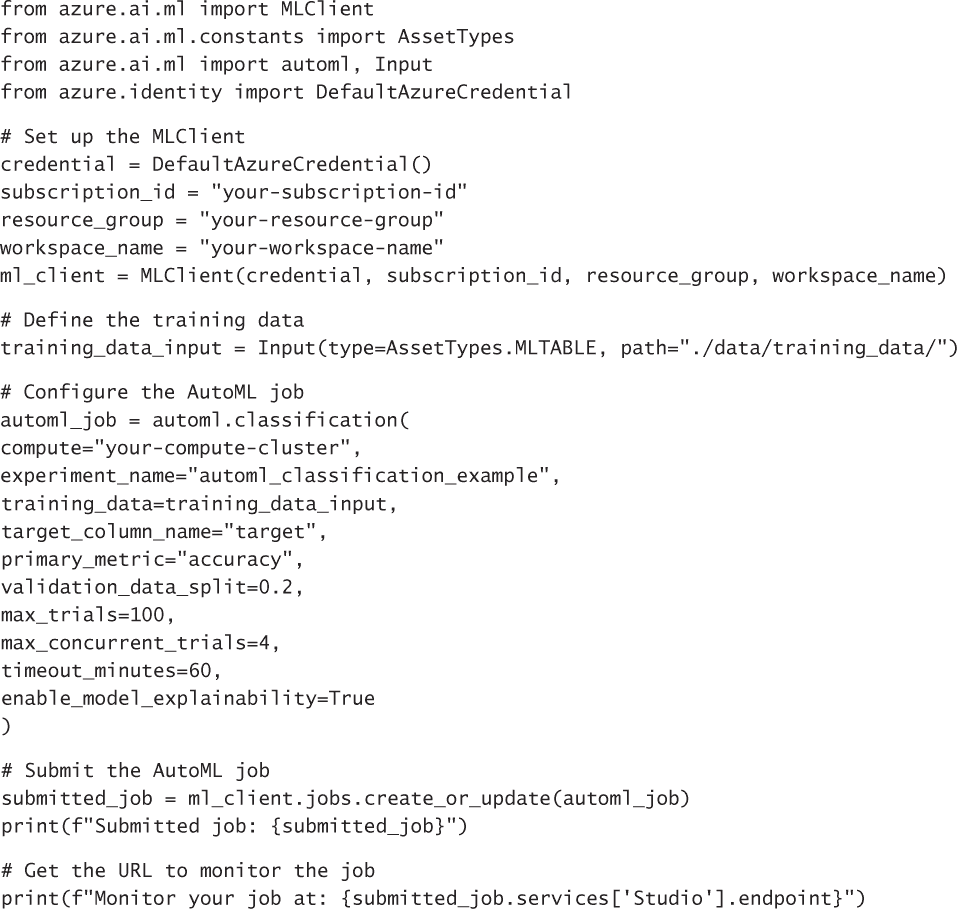 from azure.ai.ml import MLClient
from azure.ai.ml.constants import AssetTypes
from azure.ai.ml import automl, Input
from azure.identity import DefaultAzureCredential
# Set up the MLClient
credential = DefaultAzureCredential()
subscription_id = "your-subscription-id"
resource_group = "your-resource-group"
workspace_name = "your-workspace-name"
ml_client = MLClient(credential, subscription_id, resource_group, workspace_name)
# Define the training data
training_data_input = Input(type=AssetTypes.MLTABLE, path="./data/training_data/")
# Configure the AutoML job
automl_job = automl.classification(
compute="your-compute-cluster",
experiment_name="automl_classification_example",
training_data=training_data_input,
target_column_name="target",
primary_metric="accuracy",
validation_data_split=0.2,
max_trials=100,
max_concurrent_trials=4,
timeout_minutes=60,
enable_model_explainability=True
)
# Submit the AutoML job
submitted_job = ml_client.jobs.create_or_update(automl_job)
print(f"Submitted job: {submitted_job}")
# Get the URL to monitor the job
print(f"Monitor your job at: {submitted_job.services['Studio'].endpoint}")